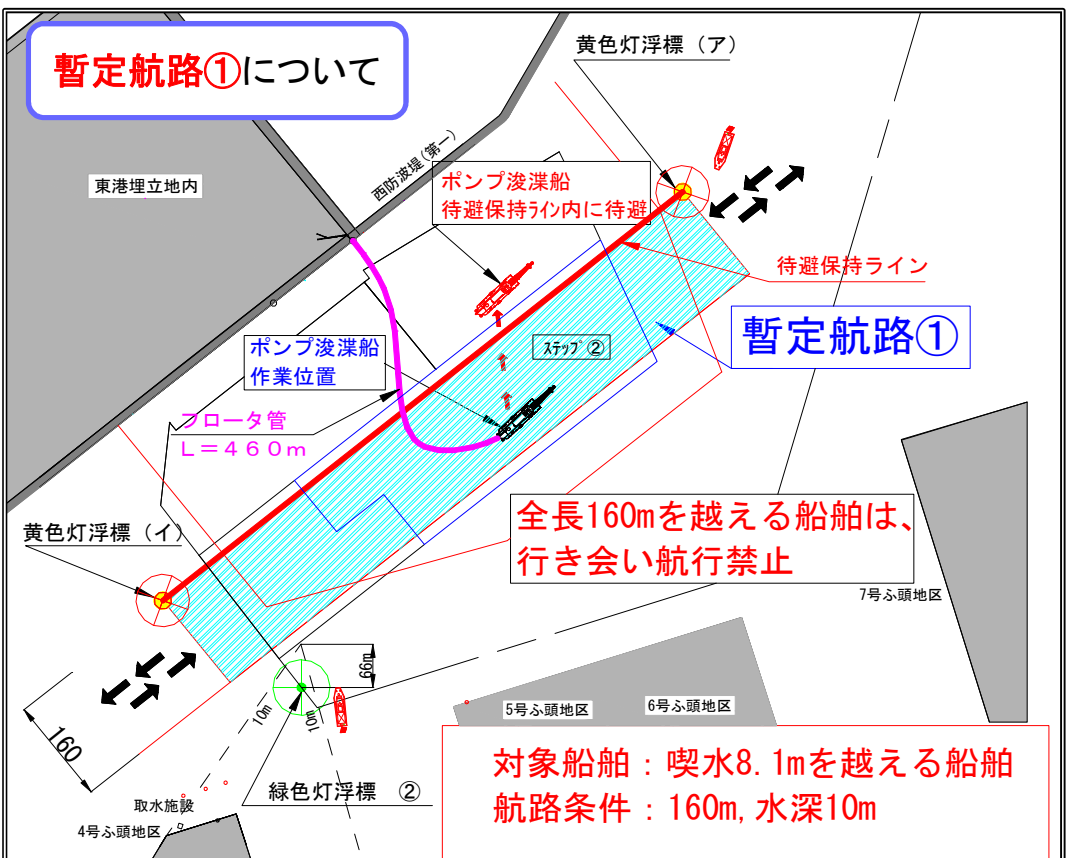 暫定航路①について
黄色灯浮標（ア）
西防波堤(第一)
東港埋立地内
ポンプ浚渫船
待避保持ﾗｲﾝ内に待避
待避保持ライン
暫定航路①
ｽﾃｯﾌﾟ②
ポンプ浚渫船
作業位置
フロータ管
Ｌ＝４６０ｍ
全長160mを越える船舶は、
行き会い航行禁止
黄色灯浮標（イ）
7号ふ頭地区
66m
10m
10m
5号ふ頭地区
6号ふ頭地区
160
対象船舶：喫水8.1mを越える船舶
航路条件：160m,水深10m
緑色灯浮標　②
取水施設
4号ふ頭地区